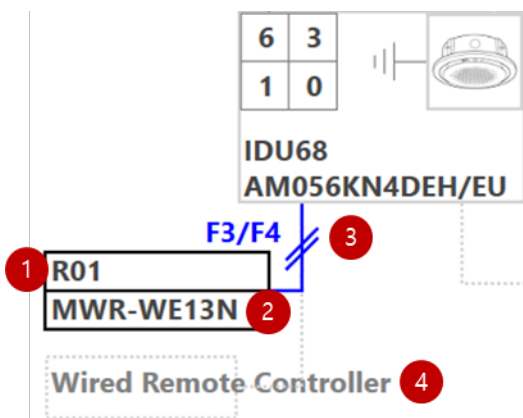 6 3
1 0
IDU68
AM056KN4DEH/EU
F3/F4
3
1
R01
MWR-WE13N
2
Wired Remote Controller
4